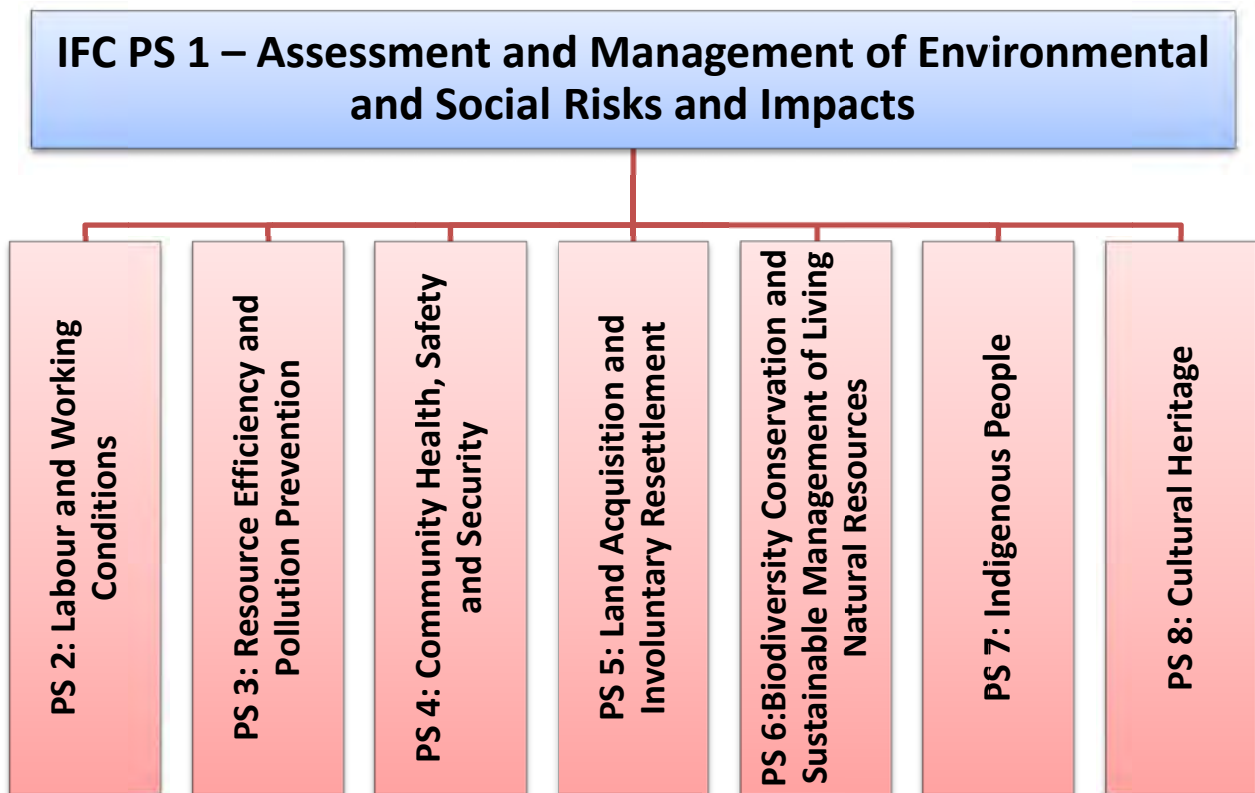 IFC PS 1 – Assessment and Management of Environmental
and Social Risks and Impacts
PS 2: Labour and Working
Conditions
PS 3: Resource Efficiency and
Pollution Prevention
PS 4: Community Health, Safety
and Security
PS 5: Land Acquisition and
Involuntary Resettlement
PS 6:Biodiversity Conservation and
Sustainable Management of Living
Natural Resources
PS 7: Indigenous People
PS 8: Cultural Heritage